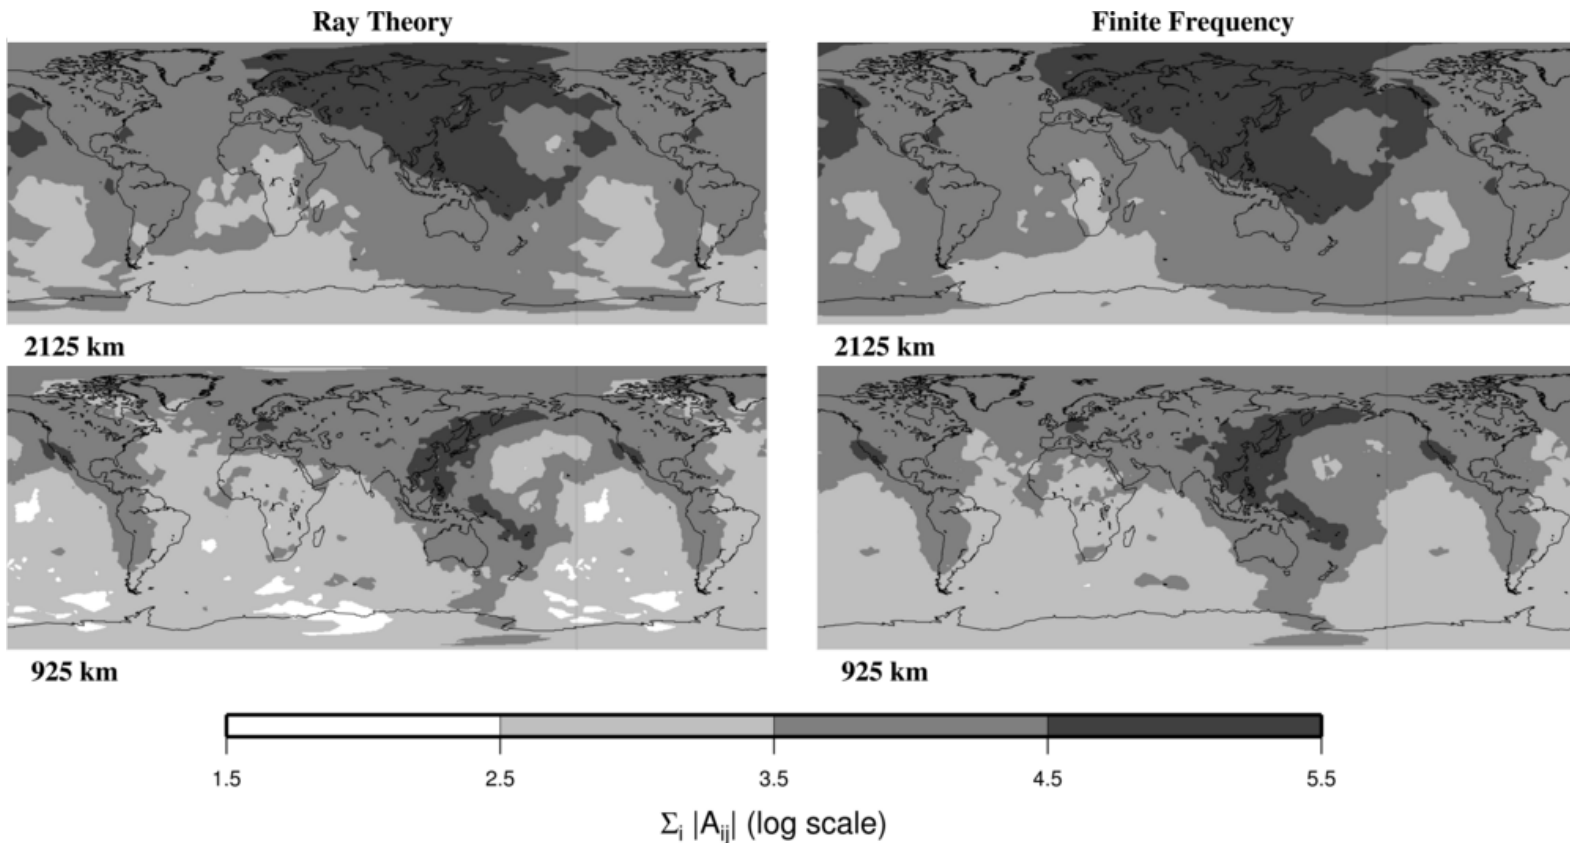 Ray Theory
Finite Frequency
2125 km
2125 km
925 km
925 km
1.5 2.5 3.5 4.5 5.5
Σi |Aij| (log scale)